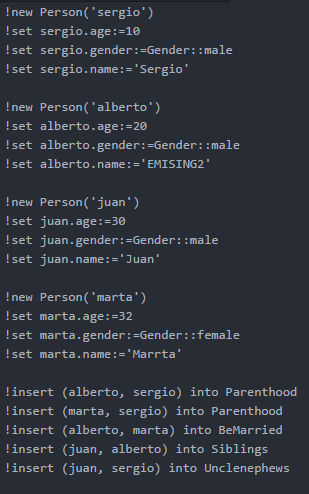 !new Person('sergio')
!set sergio.age:=10
!set sergio.gender:=Gender::male
!set sergio.name:='Sergio'
!new Person('alberto')
!set alberto.age:=20
!set alberto.gender:=Gender::male
!set alberto.name:='EMISING2'
!new Person('juan')
!set juan.age:=30
!set juan.gender:=Gender::male
!set juan.name:='Juan'
!new Person('marta')
!set marta.age:=32
!set marta.gender:=Gender::female
!set marta.name:='Marrta'
!insert (alberto, sergio) into Parenthood
!insert (marta, sergio) into Parenthood
!insert (alberto, marta) into BeMarried
!insert (juan, alberto) into Siblings
!insert (juan, sergio) into Unclenephews